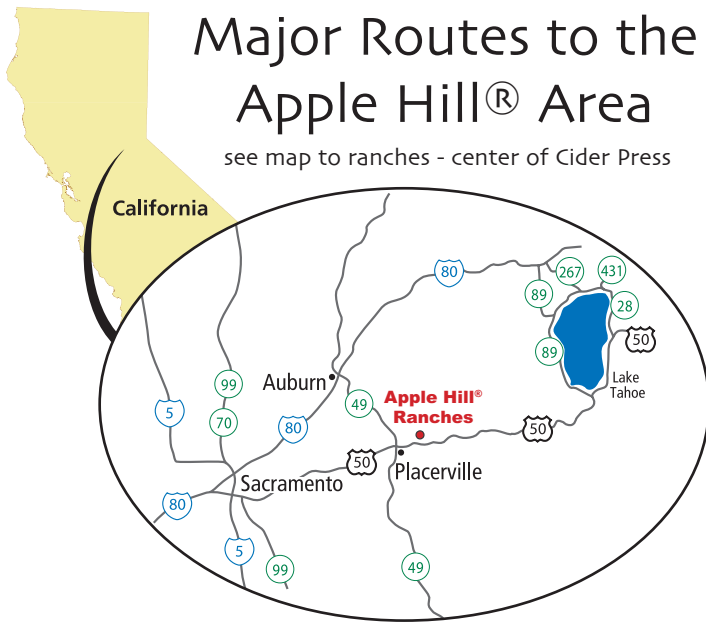 Major Routes to the
Apple Hill® Area
see map to ranches - center of Cider Press
California
80
267
431
89
28
50
89
Lake
Tahoe
99
Auburn
49
Apple Hill®
Ranches
5
70
80
50
50
Placerville
Sacramento
80
5
99
49